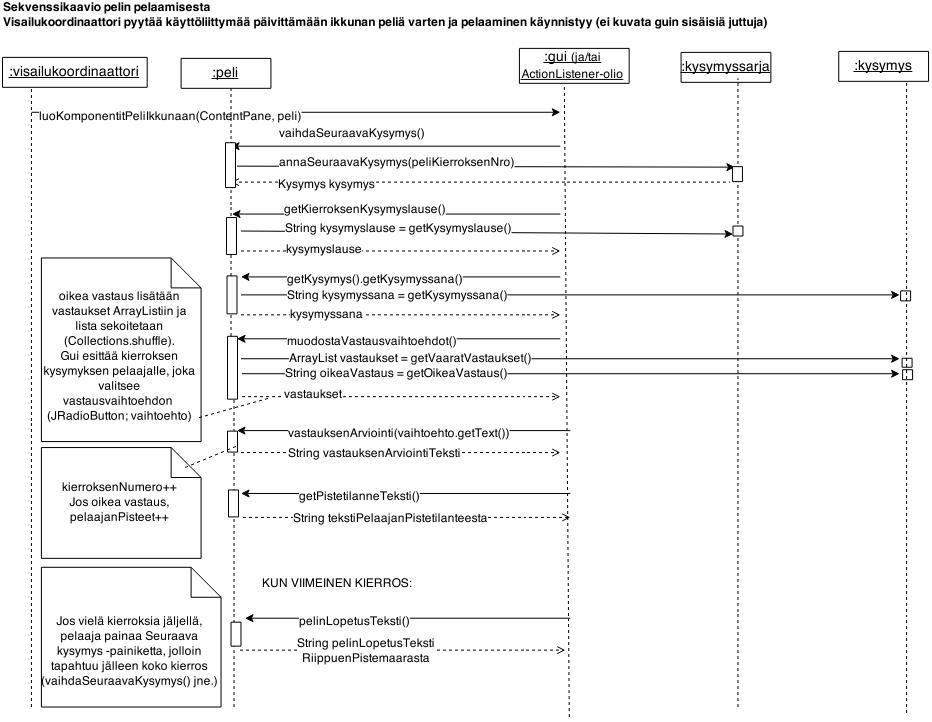 Sekvenssikaavio pelin pelaamisesta
Visailukoordinaattori pyytää käyttöliittymää päivittämään ikkunan peliä varten ja pelaaminen käynnistyy (ei kuvata guin sisäisiä juttuja)
:visailukoordinaattori
:peli
:gui (ja/tai
ActionListener-olio
:kysymyssarja
:kysymys
luoKomponentitPeliIkkunaan(ContentPane, peli)
vaihdaSeuraavaKysymys()
annaSeuraavaKysymys(peliKierroksenNro)
Kysymys kysymys
getKierroksenKysymyslause()
String kysymyslause = getKysymyslause()
kysymyslause
getKysymys().getKysymyssana()
String kysymyssana = getKysymyssana()
kysymyssana
muodostaVastausvaihtoehdot()
ArrayList vastaukset = getVaaratVastaukset()
String oikeaVastaus = getOikeaVastaus()
vastaukset
oikea vastaus lisätään
vastaukset ArrayListiin ja
lista sekoitetaan
(Collections.shuffle).
Gui esittää kierroksen
kysymyksen pelaajalle, joka
valitsee
vastausvaihtoehdon
(JRadioButton; vaihtoehto)
vastauksenArviointi(vaihtoehto.getText())
String vastauksenArviointiTeksti
kierroksenNumero++
Jos oikea vastaus,
pelaajanPisteet++
getPistetilanneTeksti()
String tekstiPelaajanPistetilanteesta
KUN VIIMEINEN KIERROS:
pelinLopetusTeksti()
String pelinLopetusTeksti
RiippuenPistemaarasta
Jos vielä kierroksia jäljellä,
pelaaja painaa Seuraava
kysymys -painiketta, jolloin
tapahtuu jälleen koko kierros
(vaihdaSeuraavaKysymys() jne.)